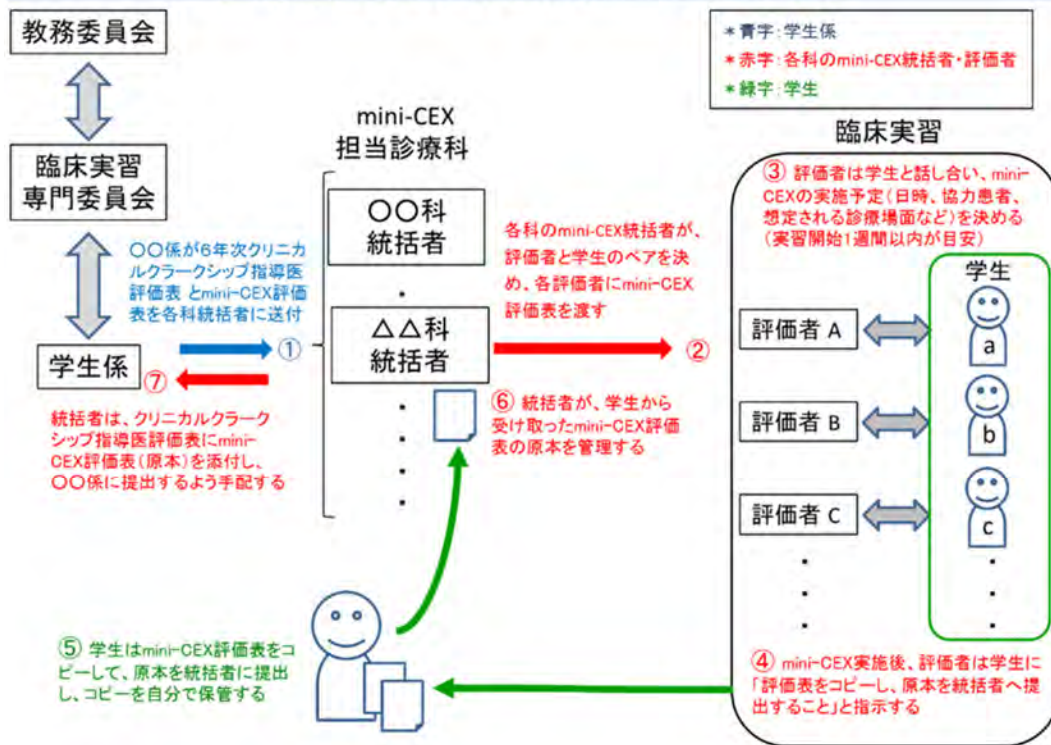 教務委員会
臨床実習
専門委員会
学生係
〇〇係が6年次クリニカ
ルクラークシップ指導医
評価表 とmini-CEX評価
表を各科統括者に送付
①
⑦
統括者は、クリニカルクラーク
シップ指導医評価表にmini-
CEX評価表(原本)を添付し、
〇〇係に提出するよう手配する
mini-CEX
担当診療科
〇〇科
統括者
△△科
統括者
各科のmini-CEX統括者が、
評価者と学生のペアを決
め、各評価者にmini-CEX
評価表を渡す
②
⑥ 統括者が、学生から
受け取ったmini-CEX評価
表の原本を管理する
⑤ 学生はmini-CEX評価表をコ
ピーして、原本を統括者に提出
し、コピーを自分で保管する
*青字:学生係
*赤字:各科のmini-CEX統括者・評価者
*緑字:学生
臨床実習
③ 評価者は学生と話し合い、mini-
CEXの実施予定(日時、協力患者、
想定される診療場面など)を決める
(実習開始1週間以内が目安)
学生
評価者 A
a
評価者 B
b
評価者 C
c
④ mini-CEX実施後、評価者は学生に
「評価表をコピーし、原本を統括者へ提
出すること」と指示する